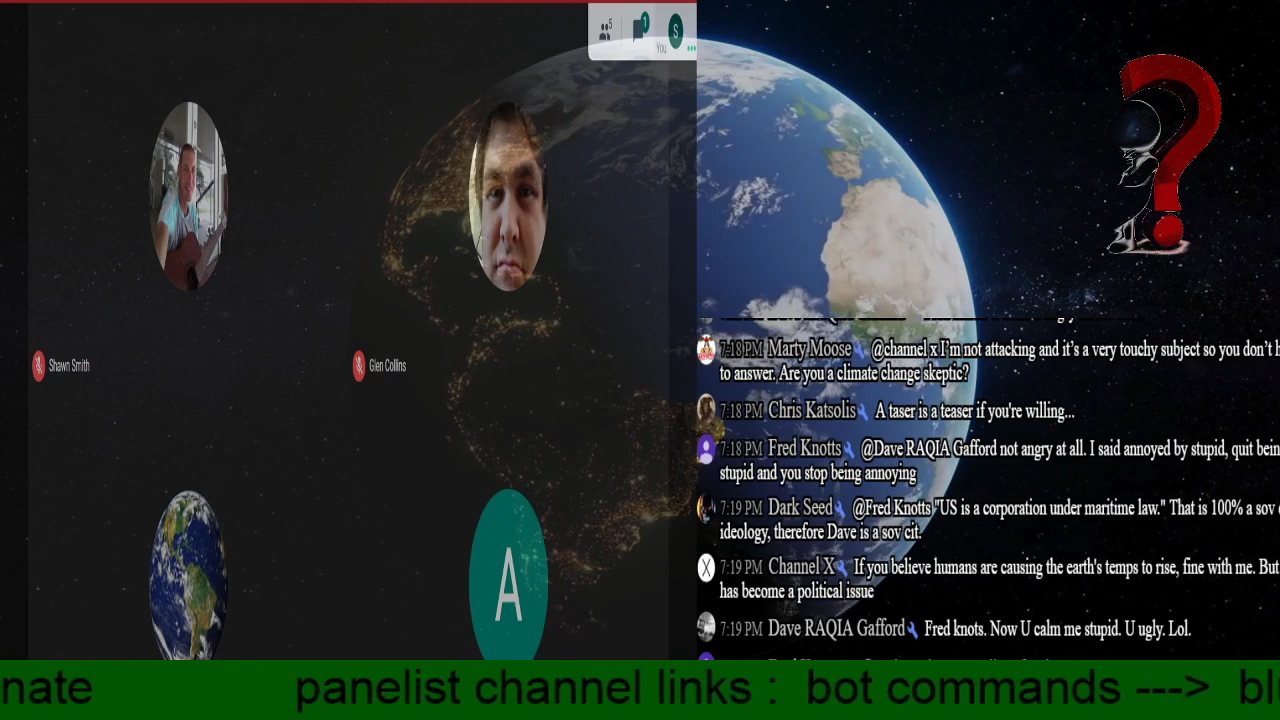 5
1
S
You
Shawn Smith
Glen Collins
A
7:18 PM Marty Moose @channel x I'm not attacking and it's a very touchy subject so you don't
to answer. Are you a climate change skeptic?
7:18 PM Chris Katsolis A taser is a teaser if you're willing...
7:18 PM Fred Knotts @Dave RAQIA Gafford not angry at all. I said annoyed by stupid, quit bein
stupid and you stop being annoying
7:19 PM Dark Seed @Fred Knotts "US is a corporation under maritime law." That is 100% a sov
ideology, therefore Dave is a sov cit.
X
7:19 PM Channel X If you believe humans are causing the earth's temps to rise, fine with me. But
has become a political issue
7:19 PM Dave RAQIA Gafford Fred knots. Now U calm me stupid. U ugly. Lol.
nate panelist channel links : bot commands ---> bl